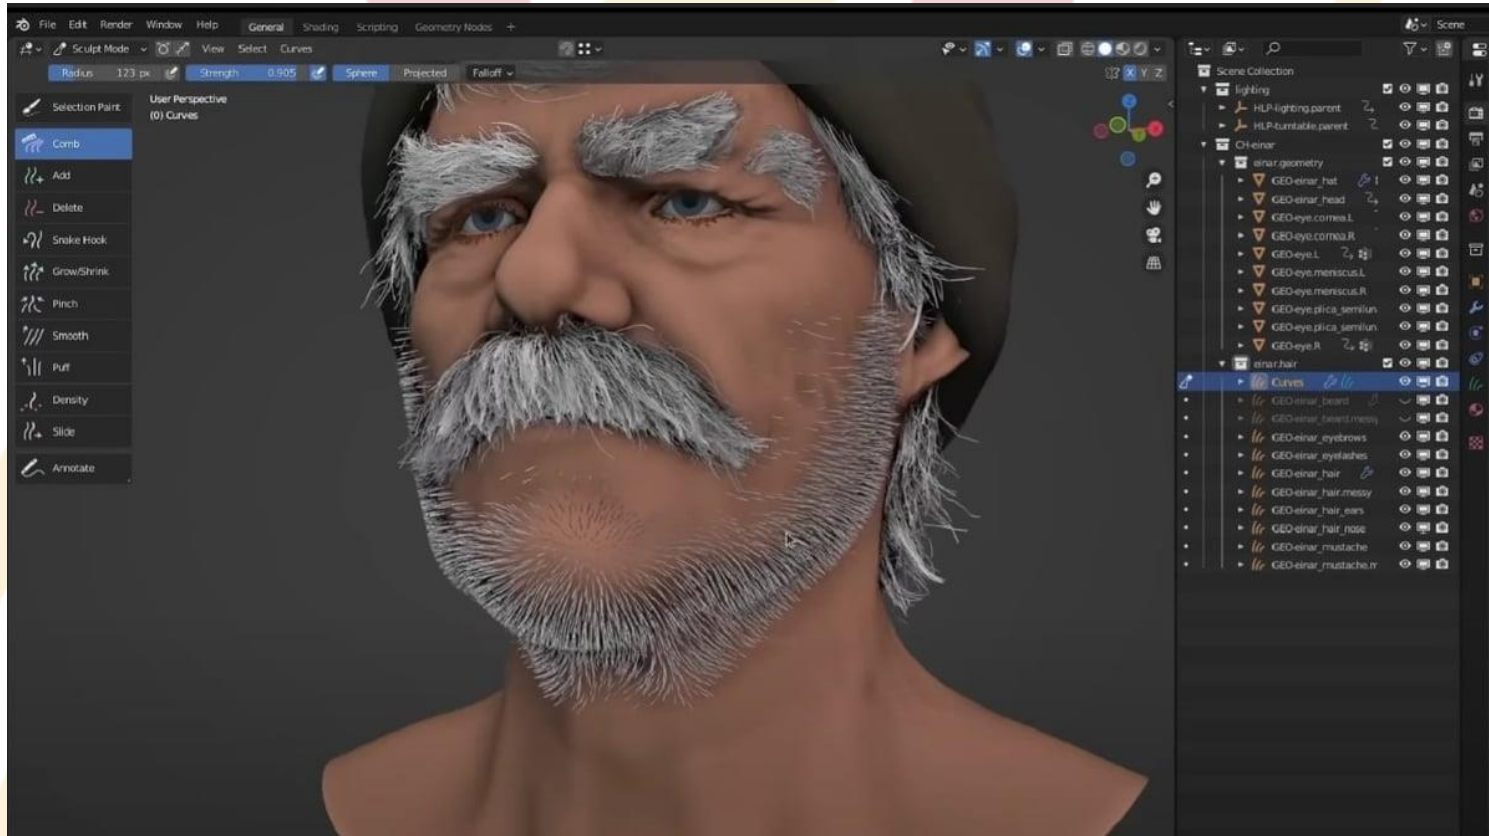 File Edit Render Window Help General Shading Scripting Geometry Nodes + Scene
Sculpt Mode View Select Curves
Radius 123 px Strength 0.905 Sphere Projected Falloff X Y Z
User Perspective
(0) Curves
Selection Paint
Comb
Add
Delete
Snake Hook
Grow/Shrink
Pinch
Smooth
Puff
Density
Slide
Annotate
Scene Collection
lighting
HLP-lighting.parent
HLP-turntable.parent
CH-einar
einar.geometry
GEO-einar_hat
GEO-einar_head
GEO-eye.cornea.L
GEO-eye.cornea.R
GEO-eye.L
GEO-eye.meniscus.L
GEO-eye.meniscus.R
GEO-eye.plica_semilun
GEO-eye.plica_semilun
GEO-eye.R
einar.hair
Curves
GEO-einar_beard
GEO-einar_beard.messy
GEO-einar_eyebrows
GEO-einar_eyelashes
GEO-einar_hair
GEO-einar_hair.messy
GEO-einar_hair_ears
GEO-einar_hair_nose
GEO-einar_mustache
GEO-einar_mustache.m